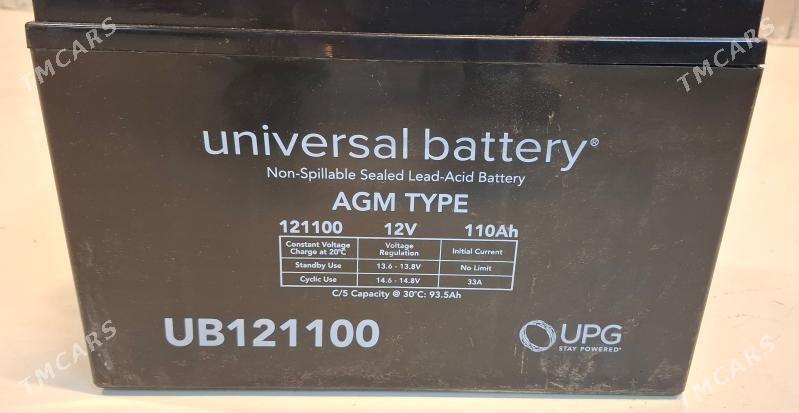 universal battery®
Non-Spillable Sealed Lead-Acid Battery
AGM TYPE
121100 12V 110Ah
Constant Voltage Charge at 20°C Voltage Regulation Initial Current
Standby Use 13.6 - 13.8V No Limit
Cyclic Use 14.6 - 14.8V 33A
C/5 Capacity @ 30°C: 93.5Ah
UB121100
UPG
STAY POWERED®
TMCARS
TMCARS
TMCARS
TMCARS
TMCARS
TMCARS